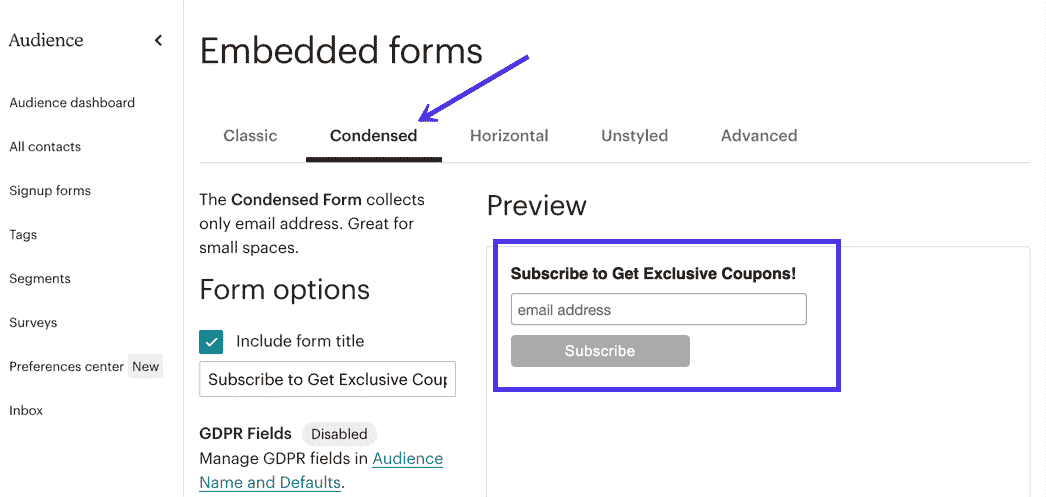 Audience
Audience dashboard
All contacts
Signup forms
Tags
Segments
Surveys
Preferences center New
Inbox
Embedded forms
Classic Condensed Horizontal Unstyled Advanced
The Condensed Form collects
only email address. Great for
small spaces.
Form options
Include form title
Subscribe to Get Exclusive Coup
GDPR Fields Disabled
Manage GDPR fields in Audience
Name and Defaults.
Preview
Subscribe to Get Exclusive Coupons!
email address
Subscribe